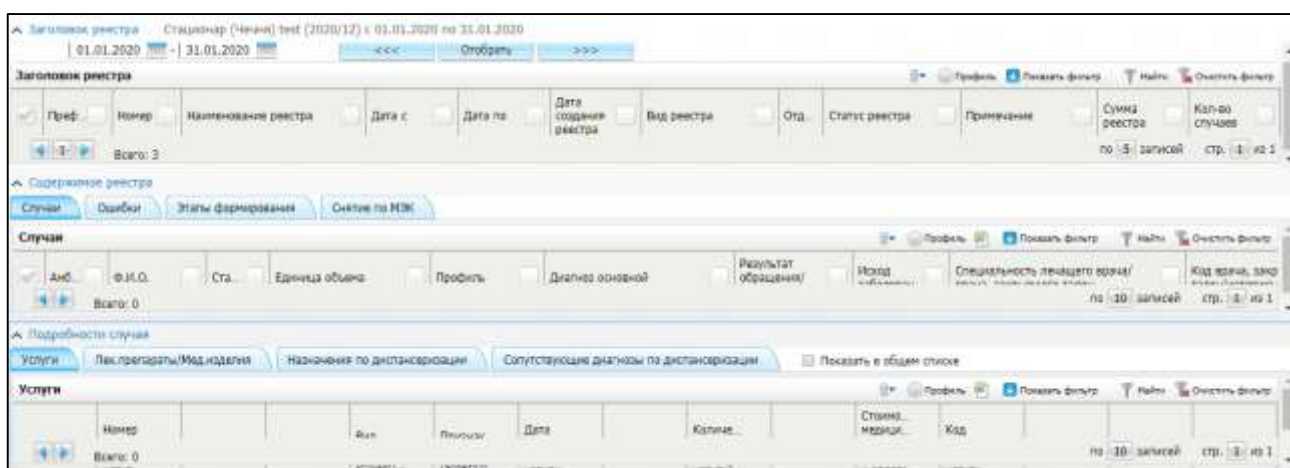 Заголовок реестра Стационар (Чечня) test (2020/12) с 01.01.2020 по 31.01.2020
01.01.2020 - 31.01.2020 <<< Отобрать >>>
Заголовок реестра Профиль Показать фильтр Найти Очистить фильтр
Преф... Номер Наименование реестра Дата с Дата по Дата создания реестра Вид реестра Отд... Статус реестра Примечание Сумма реестра Кол-во случаев
1 Всего: 3 по 5 записей стр. 1 из 1
Содержимое реестра
Случаи Ошибки Этапы формирования Снятие по МЭК
Случаи Профиль Показать фильтр Найти Очистить фильтр
Амб... Ф.И.О. Ста... Единица объема Профиль Диагноз основной Результат обращения/ Исход Специальность лечащего врача/ Код врача,
Всего: 0 по 10 записей стр. 1 из 1
Подробности случая
Услуги Лек.препараты/Мед.изделия Назначения по диспансеризации Сопутствующие диагнозы по диспансеризации Показать в общем списке
Услуги Профиль Показать фильтр Найти Очистить фильтр
Номер Дата Количе... Стоимо... медици... Код
Всего: 0 по 10 записей стр. 1 из 1